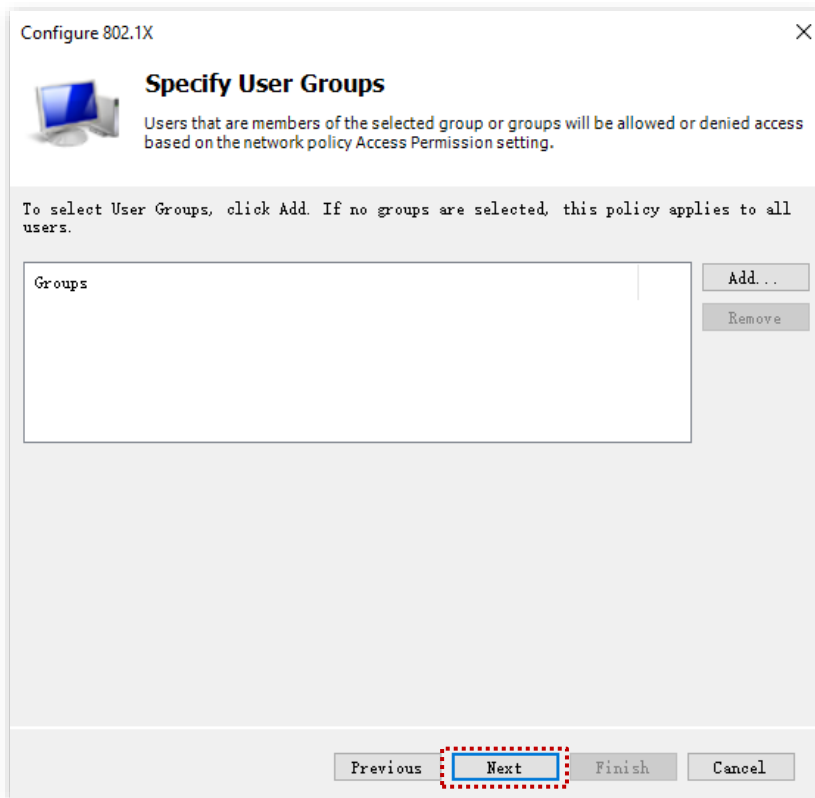 Configure 802.1X
Specify User Groups
Users that are members of the selected group or groups will be allowed or denied access
based on the network policy Access Permission setting.
To select User Groups, click Add. If no groups are selected, this policy applies to all
users.
Groups
Add...
Remove
Previous Next Finish Cancel